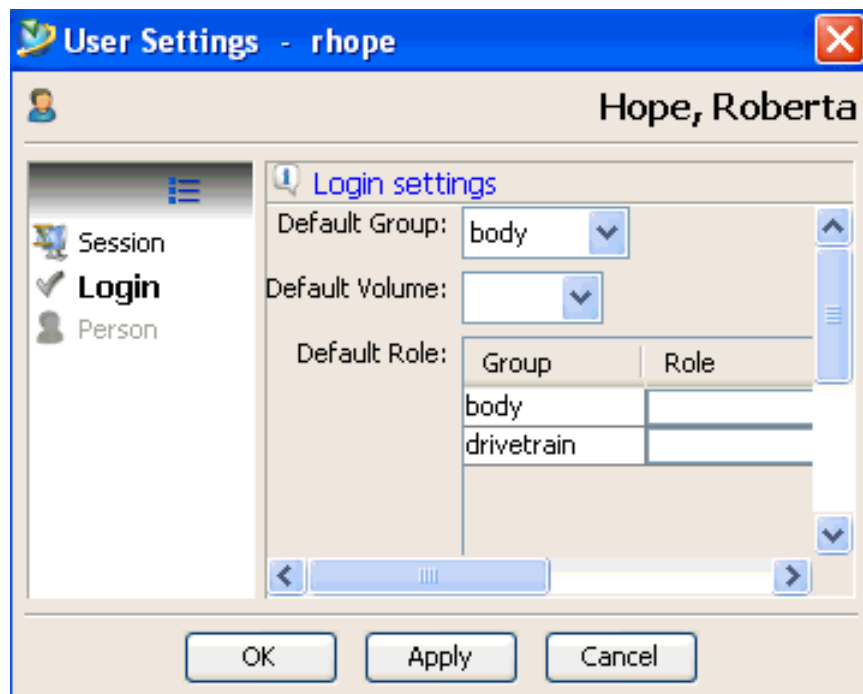 User Settings - rhope
Hope, Roberta
Session
Login
Person
Login settings
Default Group: body
Default Volume:
Default Role: Group Role
body
drivetrain
OK Apply Cancel